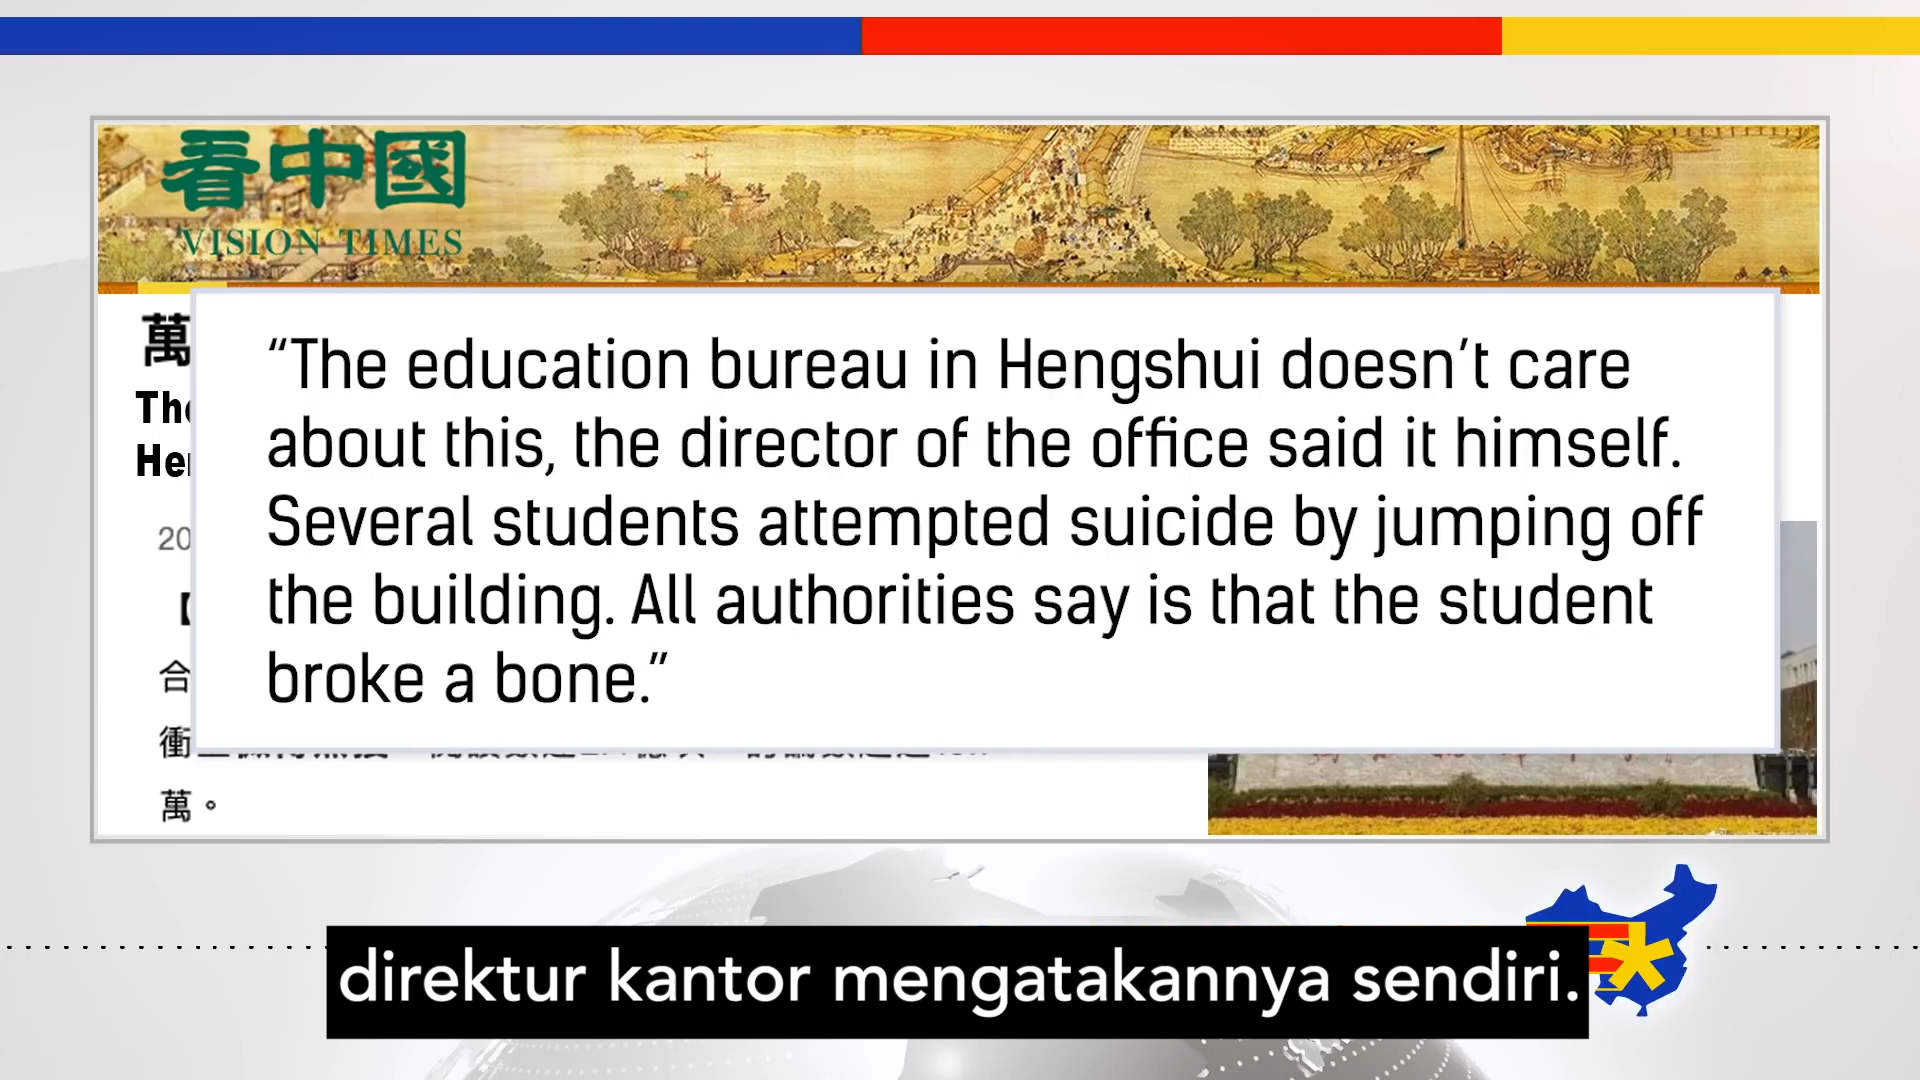 看中國
VISION TIMES
萬
“The education bureau in Hengshui doesn’t care
about this, the director of the office said it himself.
Several students attempted suicide by jumping off
the building. All authorities say is that the student
broke a bone.”
20
合
衝
萬。
direktur kantor mengatakannya sendiri.